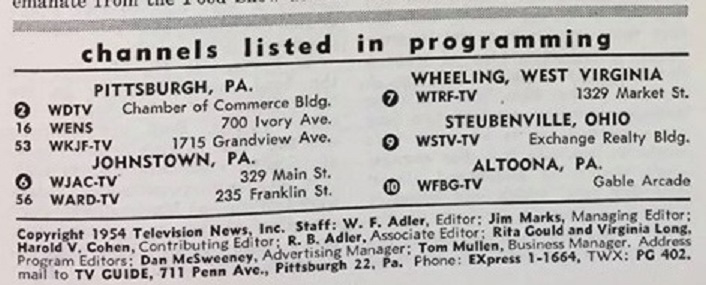 channels listed in programming
PITTSBURGH, PA.
2 WDTV Chamber of Commerce Bldg.
16 WENS 700 Ivory Ave.
53 WKJF-TV 1715 Grandview Ave.
JOHNSTOWN, PA.
6 WJAC-TV 329 Main St.
56 WARD-TV 235 Franklin St.
WHEELING, WEST VIRGINIA
7 WTRF-TV 1329 Market St.
STEUBENVILLE, OHIO
9 WSTV-TV Exchange Realty Bldg.
ALTOONA, PA.
10 WFBG-TV Gable Arcade
Copyright 1954 Television News, Inc. Staff: W. F. Adler, Editor; Jim Marks, Managing Editor;
Harold V. Cohen, Contributing Editor; R. B. Adler, Associate Editor; Rita Gould and Virginia Long,
Program Editors; Dan McSweeney, Advertising Manager; Tom Mullen, Business Manager. Address
mail to TV GUIDE, 711 Penn Ave., Pittsburgh 22, Pa. Phone: EXpress 1-1664, TWX: PG 402.